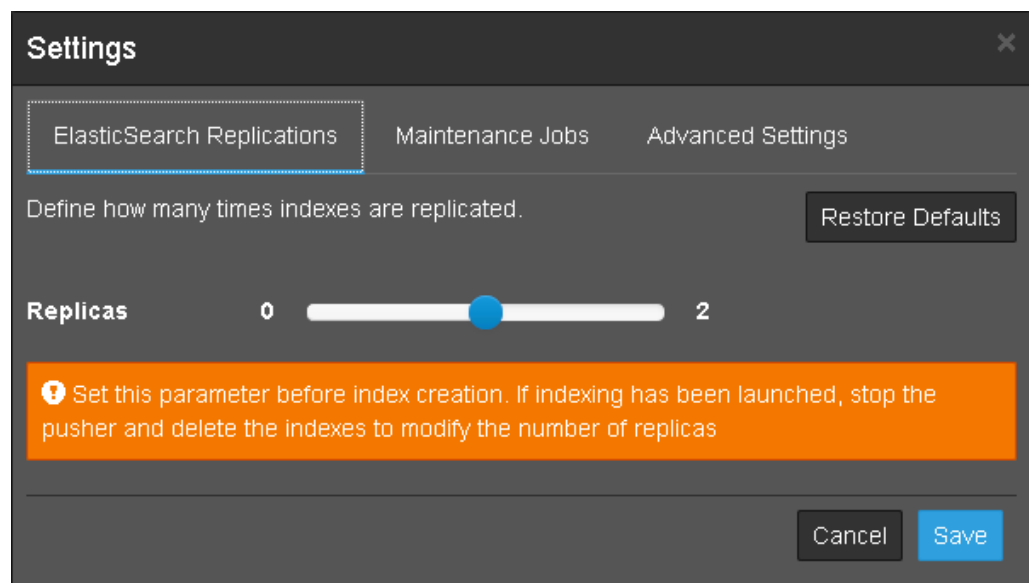 Settings
ElasticSearch Replications Maintenance Jobs Advanced Settings
Define how many times indexes are replicated.
Restore Defaults
Replicas 0 2
Set this parameter before index creation. If indexing has been launched, stop the
pusher and delete the indexes to modify the number of replicas
Cancel Save